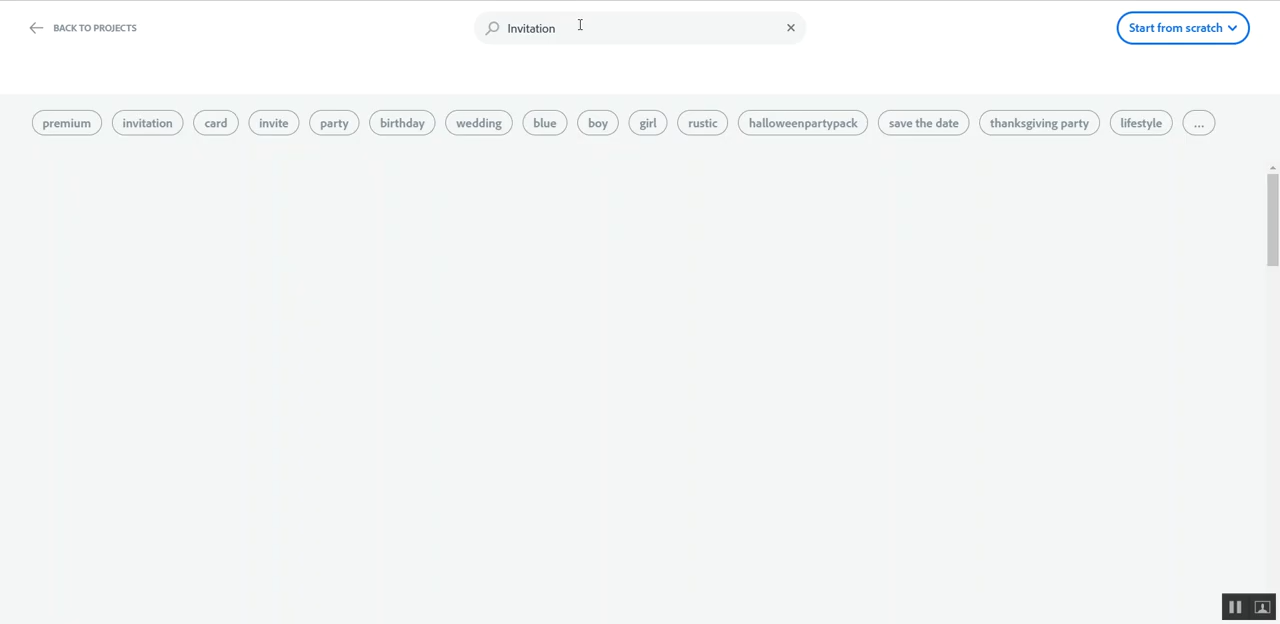 BACK TO PROJECTS
Invitation
Start from scratch
premium invitation card invite party birthday wedding blue boy girl rustic halloweenpartypack save the date thanksgiving party lifestyle ...